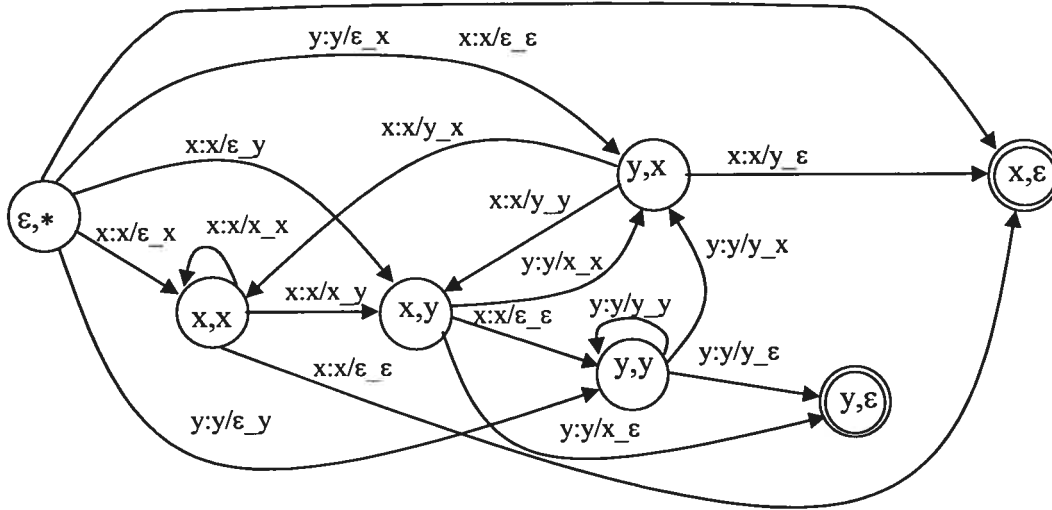 y:y/ε_x
x:x/ε_ε
x:x/ε_y
x:x/y_x
y,x
x:x/y_ε
x,ε
ε,*
x:x/ε_x
x:x/x_x
x:x/y_y
y:y/x_x
y:y/y_x
x,x
x:x/x_y
x,y
x:x/ε_ε
y:y/y_y
y,y
y:y/y_ε
y,ε
x:x/ε_ε
y:y/ε_y
y:y/x_ε